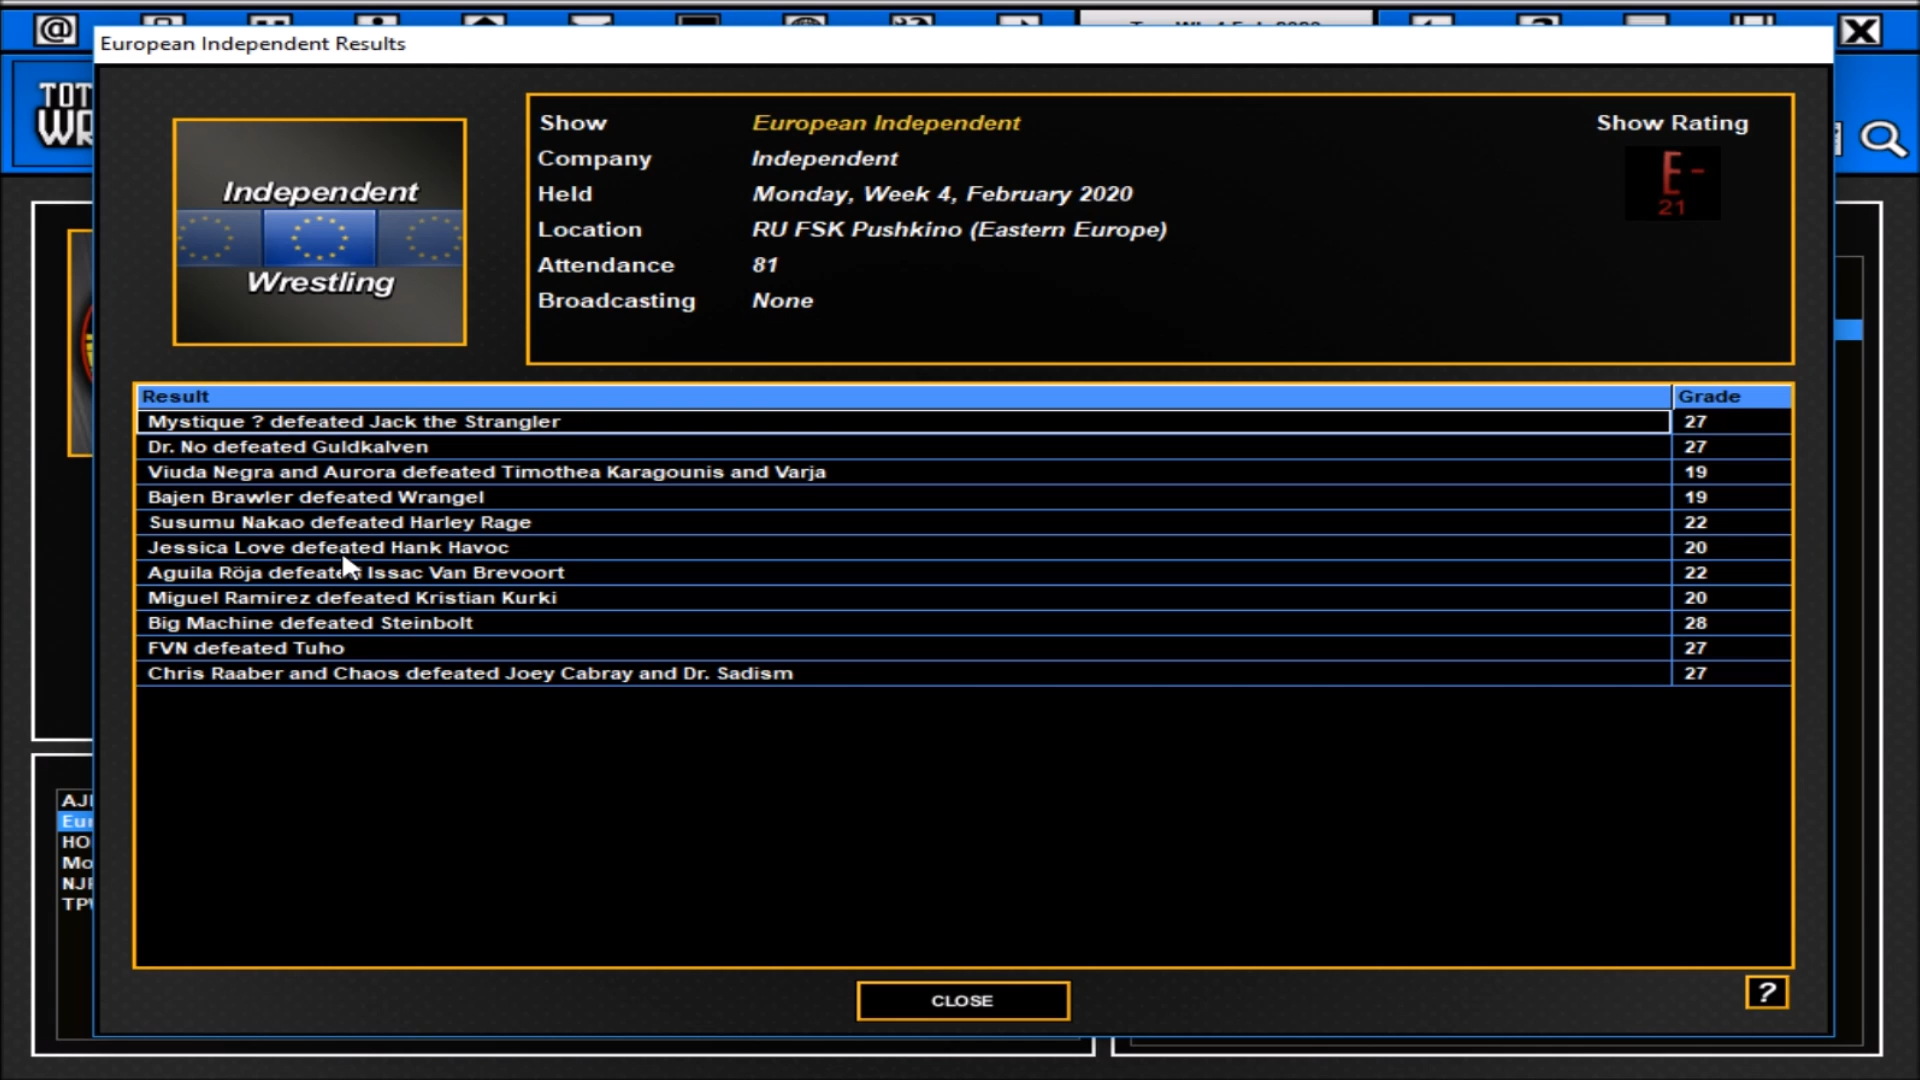 European Independent Results
Independent
Wrestling
Show European Independent
Company Independent
Held Monday, Week 4, February 2020
Location RU FSK Pushkino (Eastern Europe)
Attendance 81
Broadcasting None
Show Rating
E-
21
Result Grade
Mystique ? defeated Jack the Strangler 27
Dr. No defeated Guldkalven 27
Viuda Negra and Aurora defeated Timothea Karagounis and Varja 19
Bajen Brawler defeated Wrangel 19
Susumu Nakao defeated Harley Rage 22
Jessica Love defeated Hank Havoc 20
Aguila Röja defeated Issac Van Brevoort 22
Miguel Ramirez defeated Kristian Kurki 20
Big Machine defeated Steinbolt 28
FVN defeated Tuho 27
Chris Raaber and Chaos defeated Joey Cabray and Dr. Sadism 27
CLOSE
?